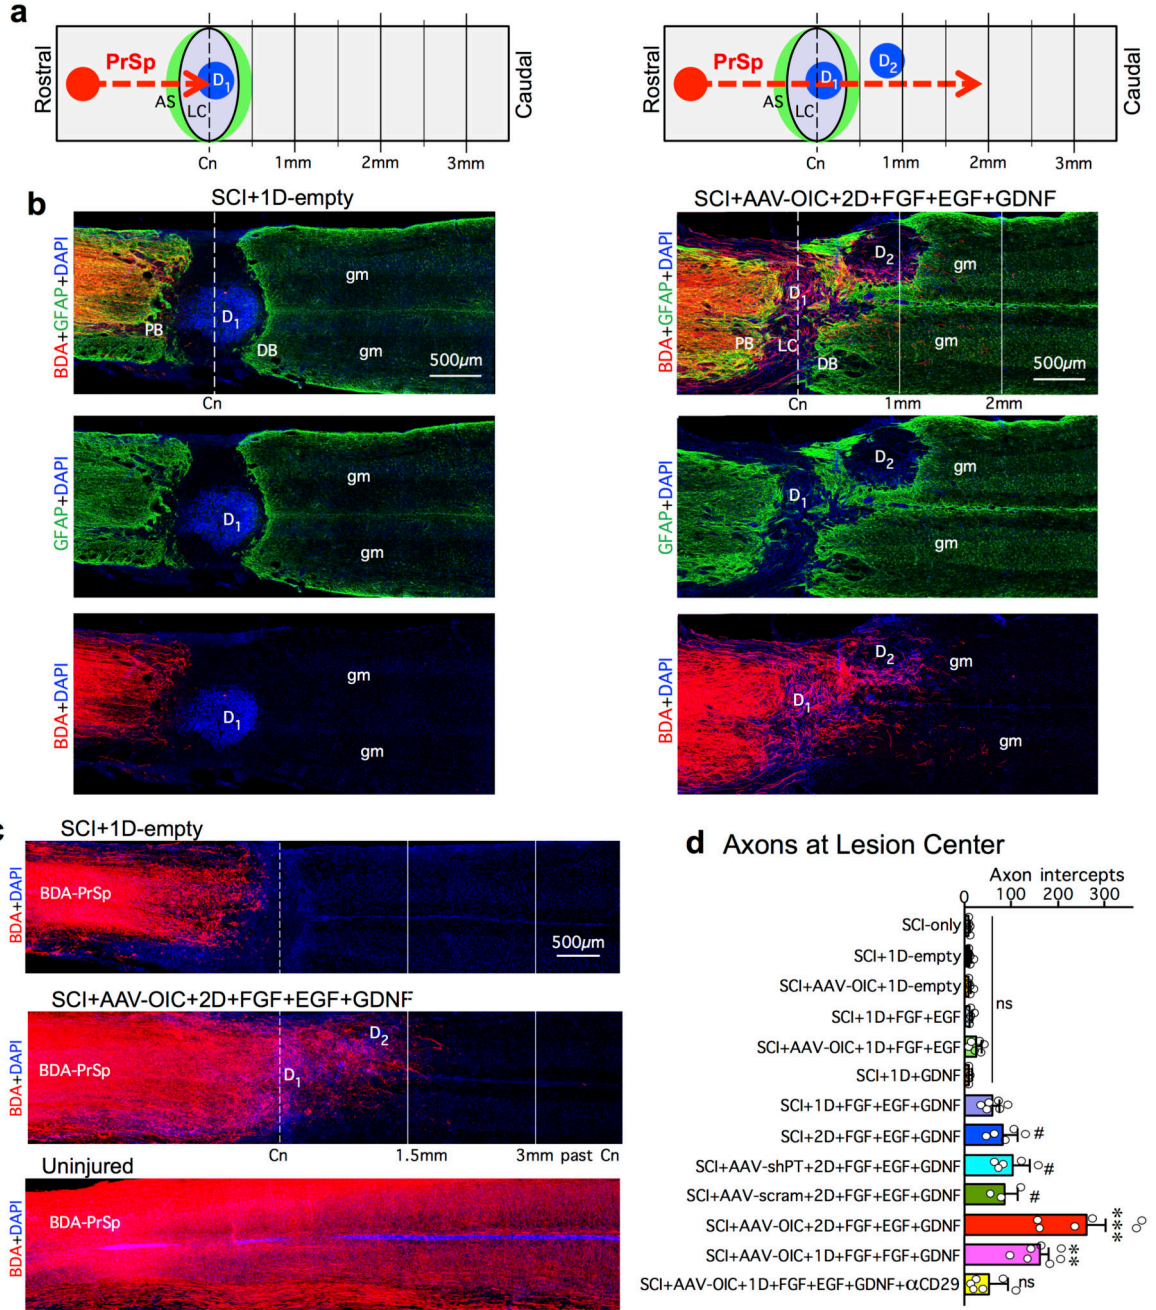 a
Rostral
PrSp
AS
LC
D1
Caudal
Cn
1mm
2mm
3mm
Rostral
PrSp
AS
LC
D1
D2
Caudal
Cn
1mm
2mm
3mm
b
SCI+1D-empty
BDA+GFAP+DAPI
PB
D1
DB
gm
gm
500µm
Cn
GFAP+DAPI
D1
gm
gm
BDA+DAPI
D1
gm
gm
SCI+AAV-OIC+2D+FGF+EGF+GDNF
BDA+GFAP+DAPI
D2
D1
PB
LC
DB
gm
gm
500µm
Cn
1mm
2mm
GFAP+DAPI
D2
D1
gm
gm
BDA+DAPI
D2
D1
gm
gm
c
SCI+1D-empty
BDA+DAPI
BDA-PrSp
500µm
SCI+AAV-OIC+2D+FGF+EGF+GDNF
BDA+DAPI
BDA-PrSp
D1
D2
Cn
1.5mm
3mm past Cn
Uninjured
BDA+DAPI
BDA-PrSp
d Axons at Lesion Center
Axon intercepts
0 100 200 300
SCI-only
SCI+1D-empty
SCI+AAV-OIC+1D-empty
SCI+1D+FGF+EGF
SCI+AAV-OIC+1D+FGF+EGF
SCI+1D+GDNF
ns
SCI+1D+FGF+EGF+GDNF
SCI+2D+FGF+EGF+GDNF #
SCI+AAV-shPT+2D+FGF+EGF+GDNF #
SCI+AAV-scram+2D+FGF+EGF+GDNF #
SCI+AAV-OIC+2D+FGF+EGF+GDNF ***
SCI+AAV-OIC+1D+FGF+FGF+GDNF **
SCI+AAV-OIC+1D+FGF+EGF+GDNF+αCD29 ns